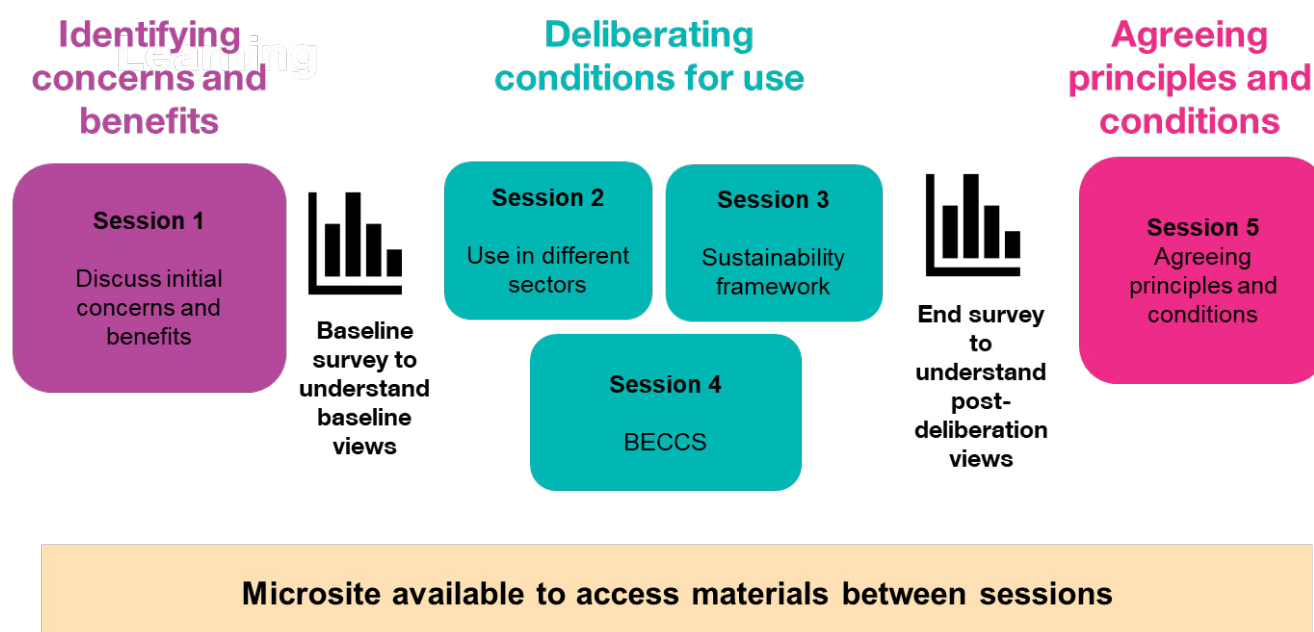 Identifying
concerns and
benefits
Learning
Deliberating
conditions for use
Agreeing
principles and
conditions
Session 1
Discuss initial
concerns and
benefits
Baseline
survey to
understand
baseline
views
Session 2
Use in different
sectors
Session 3
Sustainability
framework
Session 4
BECCS
End survey
to
understand
post-
deliberation
views
Session 5
Agreeing
principles and
conditions
Microsite available to access materials between sessions